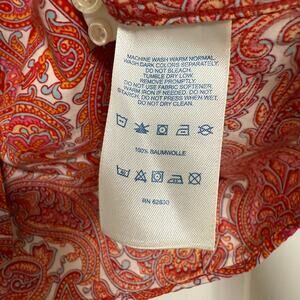 MACHINE WASH WARM NORMAL.
WASH DARK COLORS SEPARATELY.
DO NOT BLEACH.
TUMBLE DRY LOW.
REMOVE PROMPTLY.
DO NOT USE FABRIC SOFTENER.
WARM IRON IF NEEDED. DO NOT
STARCH. DO NOT PRESS WHEN WET.
DO NOT DRY CLEAN.
100% BAUMWOLLE
RN 62830